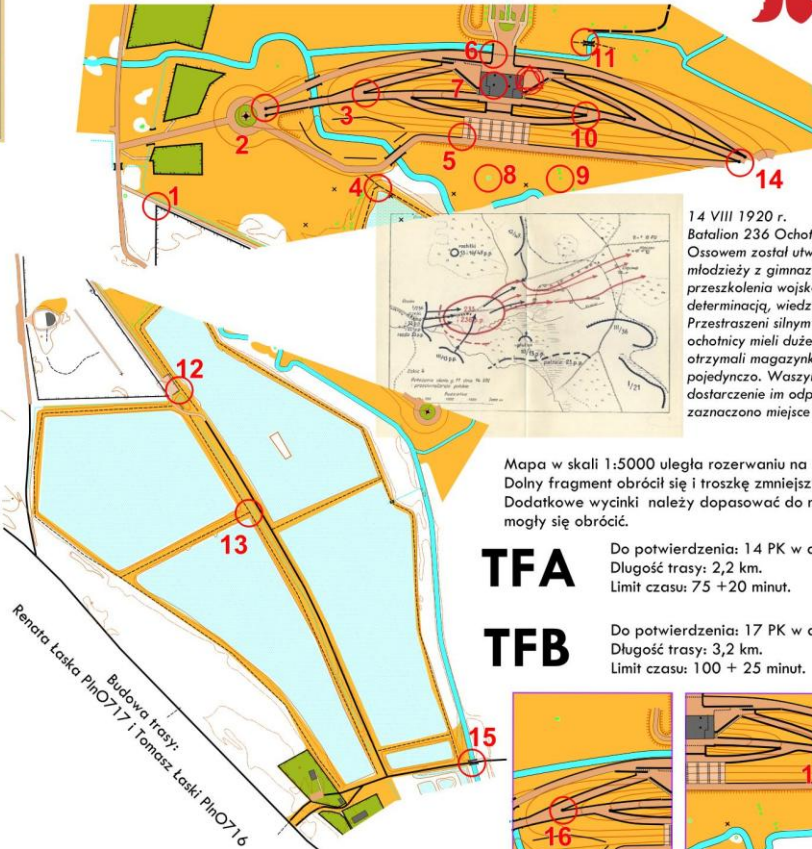 6
11
7
3
2
10
5
14
8
9
4
1
14 VIII 1920 r.
Batalion 236 Ochot
Ossowem został utw
młodzieży z gimnaz
przeszkolenia wojsk
determinacją, wiedz
Przestraszeni silnym
ochotnicy mieli duże
otrzymali magazynk
pojedynczo. Waszyn
dostarczenie im odp
zaznaczono miejsce
12
Mapa w skali 1:5000 uległa rozerwaniu na
Dolny fragment obrócił się i troszkę zmniejsz
Dodatkowe wycinki należy dopasować do m
mogły się obrócić.
13
TFA
Do potwierdzenia: 14 PK w d
Długość trasy: 2,2 km.
Limit czasu: 75 +20 minut.
TFB
Do potwierdzenia: 17 PK w d
Długość trasy: 3,2 km.
Limit czasu: 100 + 25 minut.
Budowa trasy:
Renata Łaska PInO717 i Tomasz Łaski PInO716
15
16
1